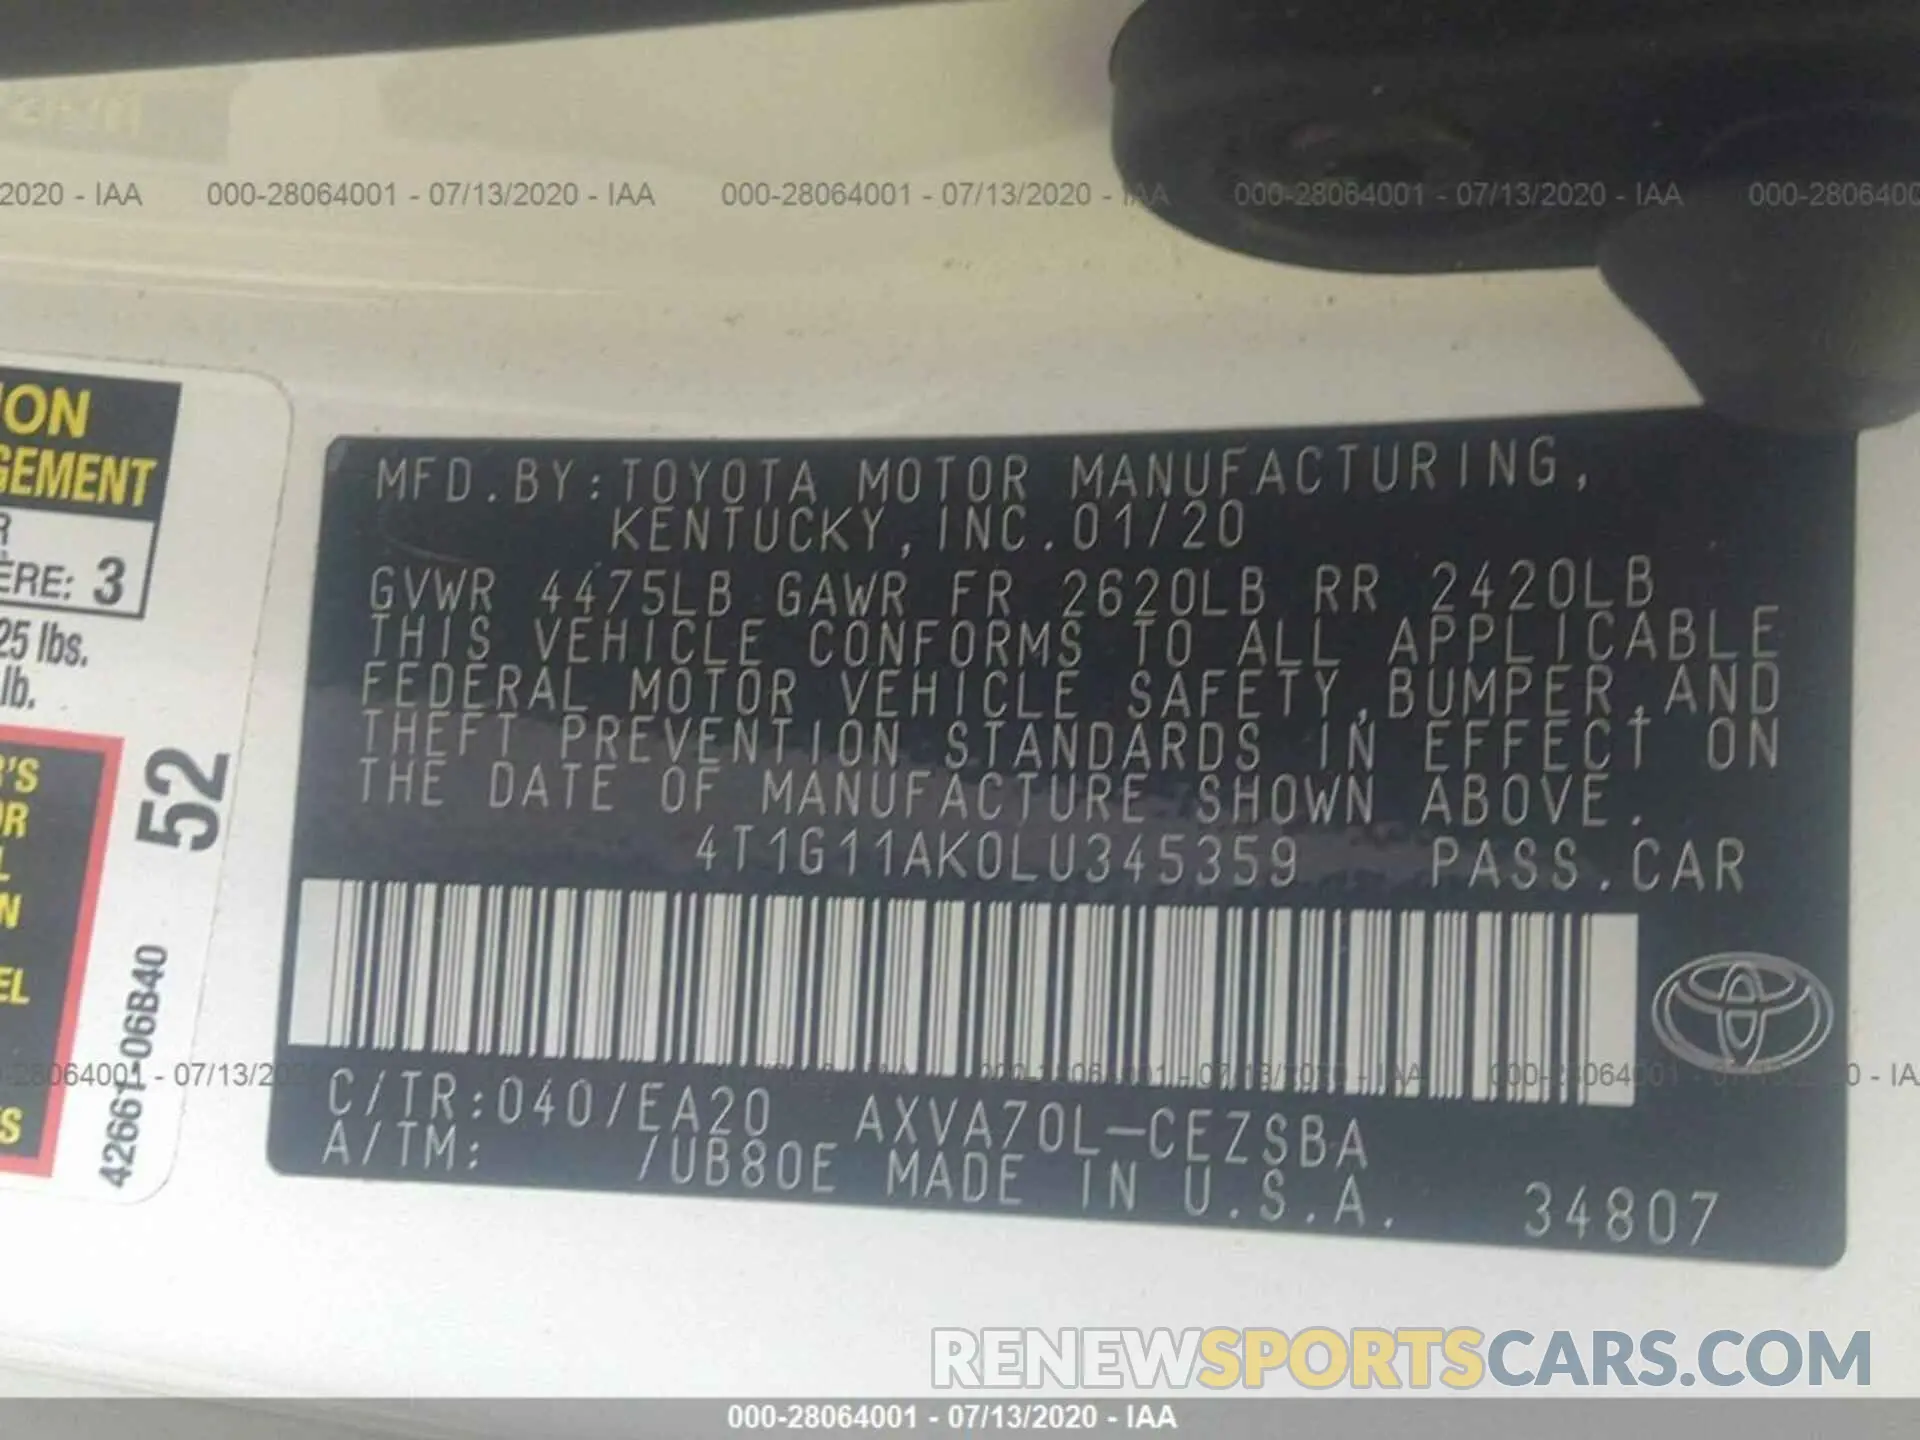 2020 - IAA 000-28064001 - 07/13/2020 - IAA 000-28064001 - 07/13/2020 - IAA 000-28064001 - 07/13/2020 - IAA 000-2806400
ION
GEMENT
R
ÈRE: 3
25 lbs.
lb.
R'S
OR
L
N
EL
S
52
42661-06B40
MFD.BY:TOYOTA MOTOR MANUFACTURING,
KENTUCKY,INC.01/20
GVWR 4475LB GAWR FR 2620LB RR 2420LB
THIS VEHICLE CONFORMS TO ALL APPLICABLE
FEDERAL MOTOR VEHICLE SAFETY,BUMPER,AND
THEFT PREVENTION STANDARDS IN EFFECT ON
THE DATE OF MANUFACTURE SHOWN ABOVE.
4T1G11AK0LU345359 PASS.CAR
C/TR:040/EA20 AXVA70L-CEZSBA
A/TM: /UB80E MADE IN U.S.A. 34807
RENEWSPORTSCARS.COM
000-28064001 - 07/13/2020 - IAA